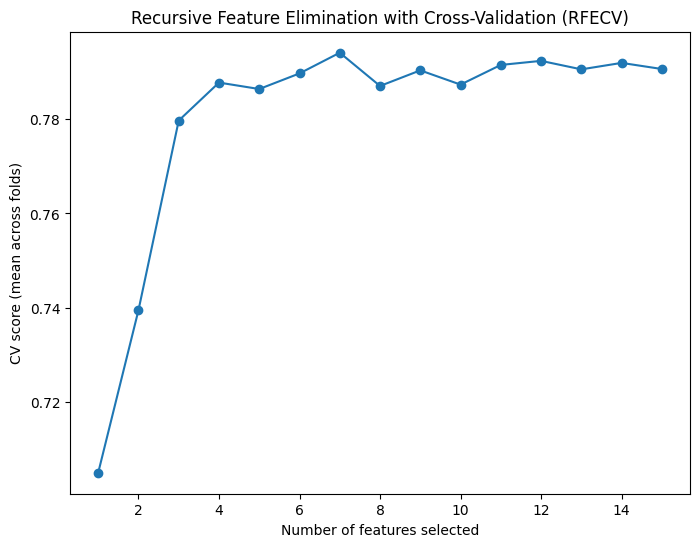 Recursive Feature Elimination with Cross-Validation (RFECV)
CV score (mean across folds)
0.78
0.76
0.74
0.72
2 4 6 8 10 12 14
Number of features selected